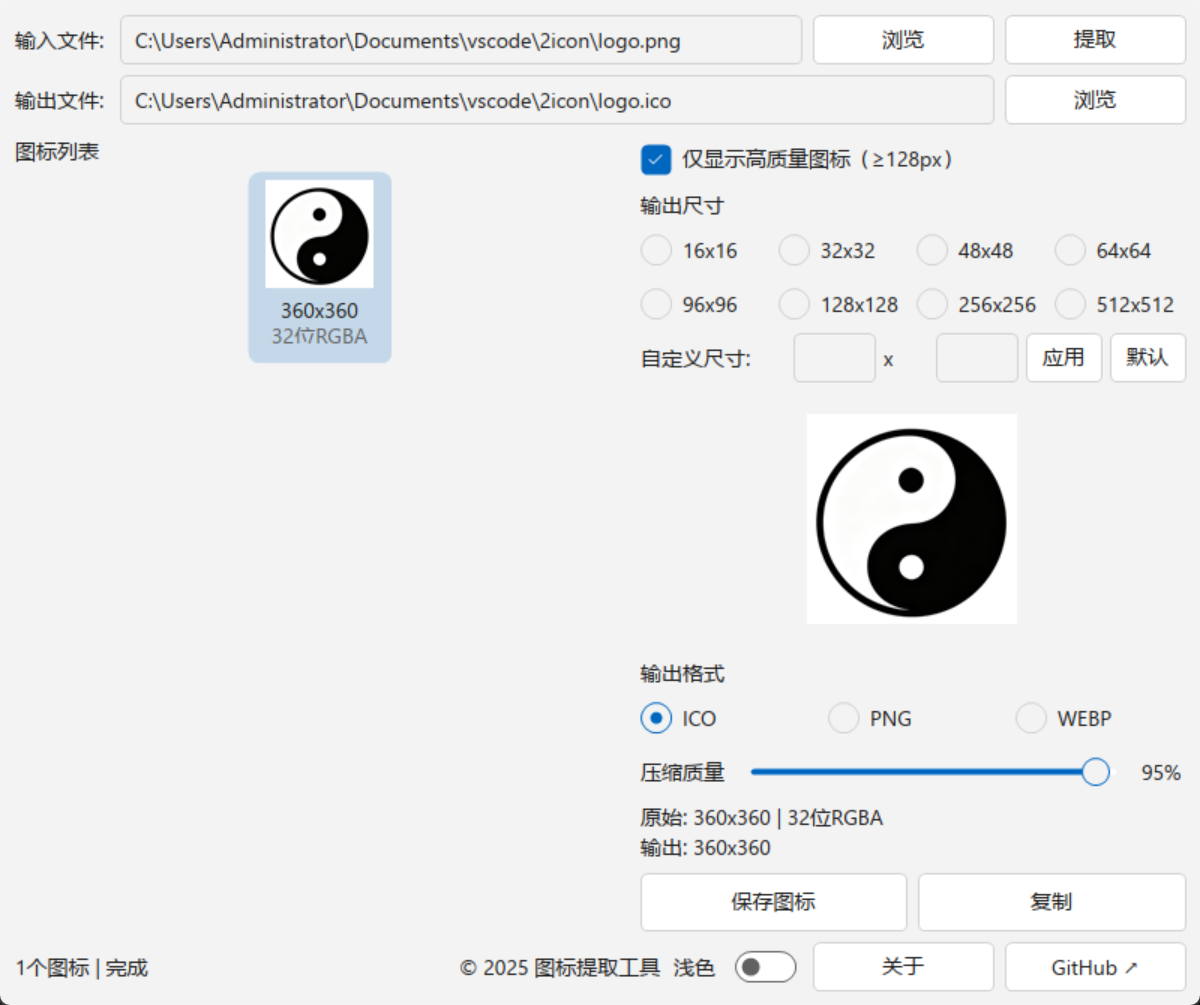 输入文件: C:\Users\Administrator\Documents\vscode\2icon\logo.png 浏览 提取
输出文件: C:\Users\Administrator\Documents\vscode\2icon\logo.ico 浏览
图标列表
360x360
32位RGBA
仅显示高质量图标（≥128px）
输出尺寸
16x16 32x32 48x48 64x64
96x96 128x128 256x256 512x512
自定义尺寸: x 应用 默认
输出格式
ICO PNG WEBP
压缩质量 95%
原始: 360x360 | 32位RGBA
输出: 360x360
保存图标 复制
1个图标 | 完成 © 2025 图标提取工具 浅色 关于 GitHub ↗